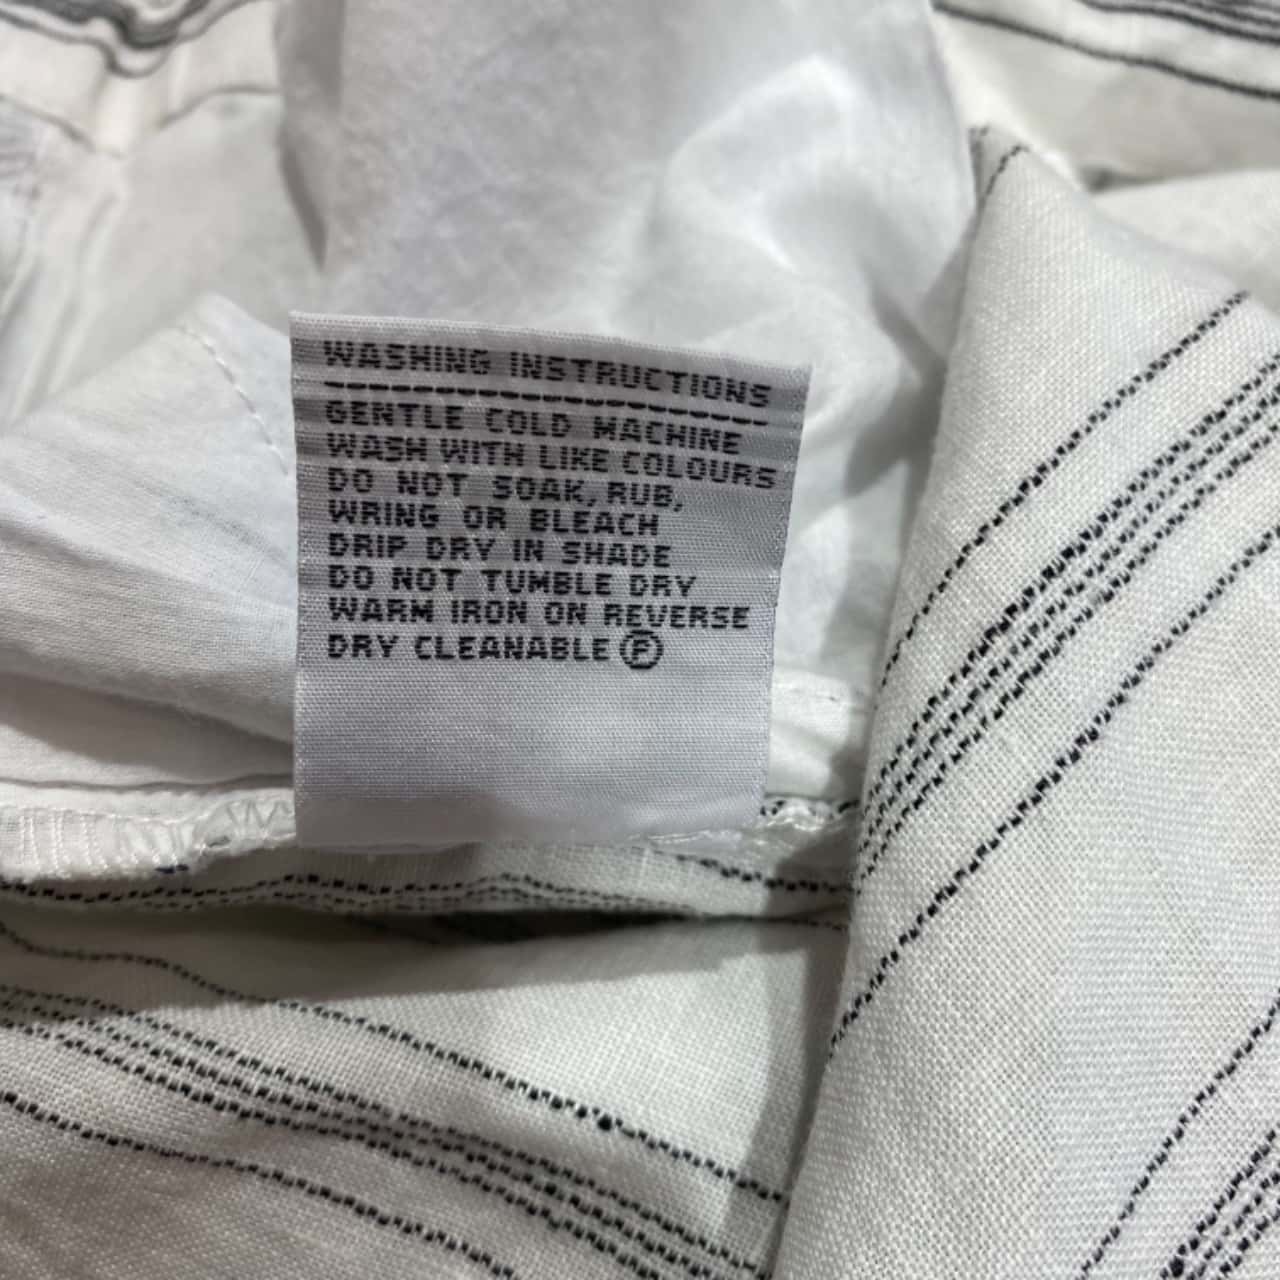 WASHING INSTRUCTIONS
GENTLE COLD MACHINE
WASH WITH LIKE COLOURS
DO NOT SOAK, RUB,
WRING OR BLEACH
DRIP DRY IN SHADE
DO NOT TUMBLE DRY
WARM IRON ON REVERSE
DRY CLEANABLE Ⓟ